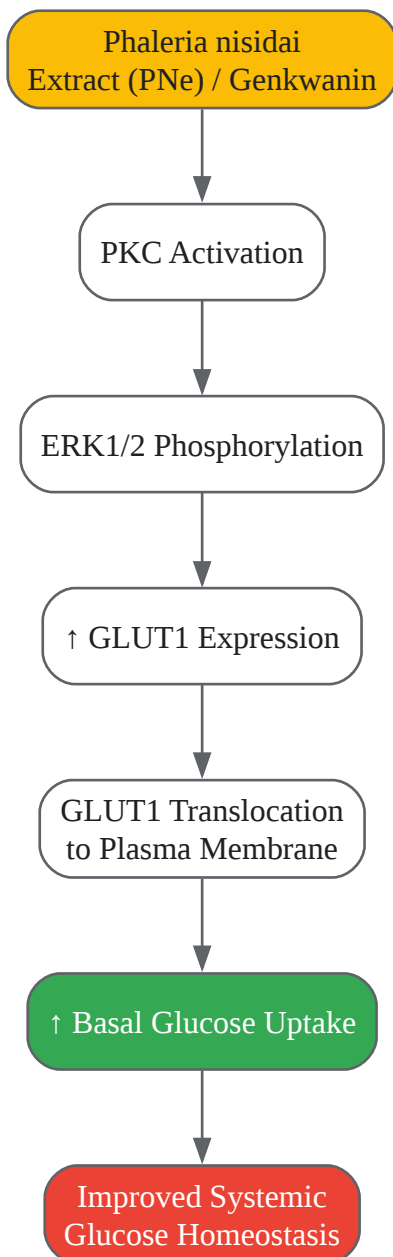 Phaleria nisidai
Extract (PNe) / Genkwanin
PKC Activation
ERK1/2 Phosphorylation
↑ GLUT1 Expression
GLUT1 Translocation
to Plasma Membrane
↑ Basal Glucose Uptake
Improved Systemic
Glucose Homeostasis